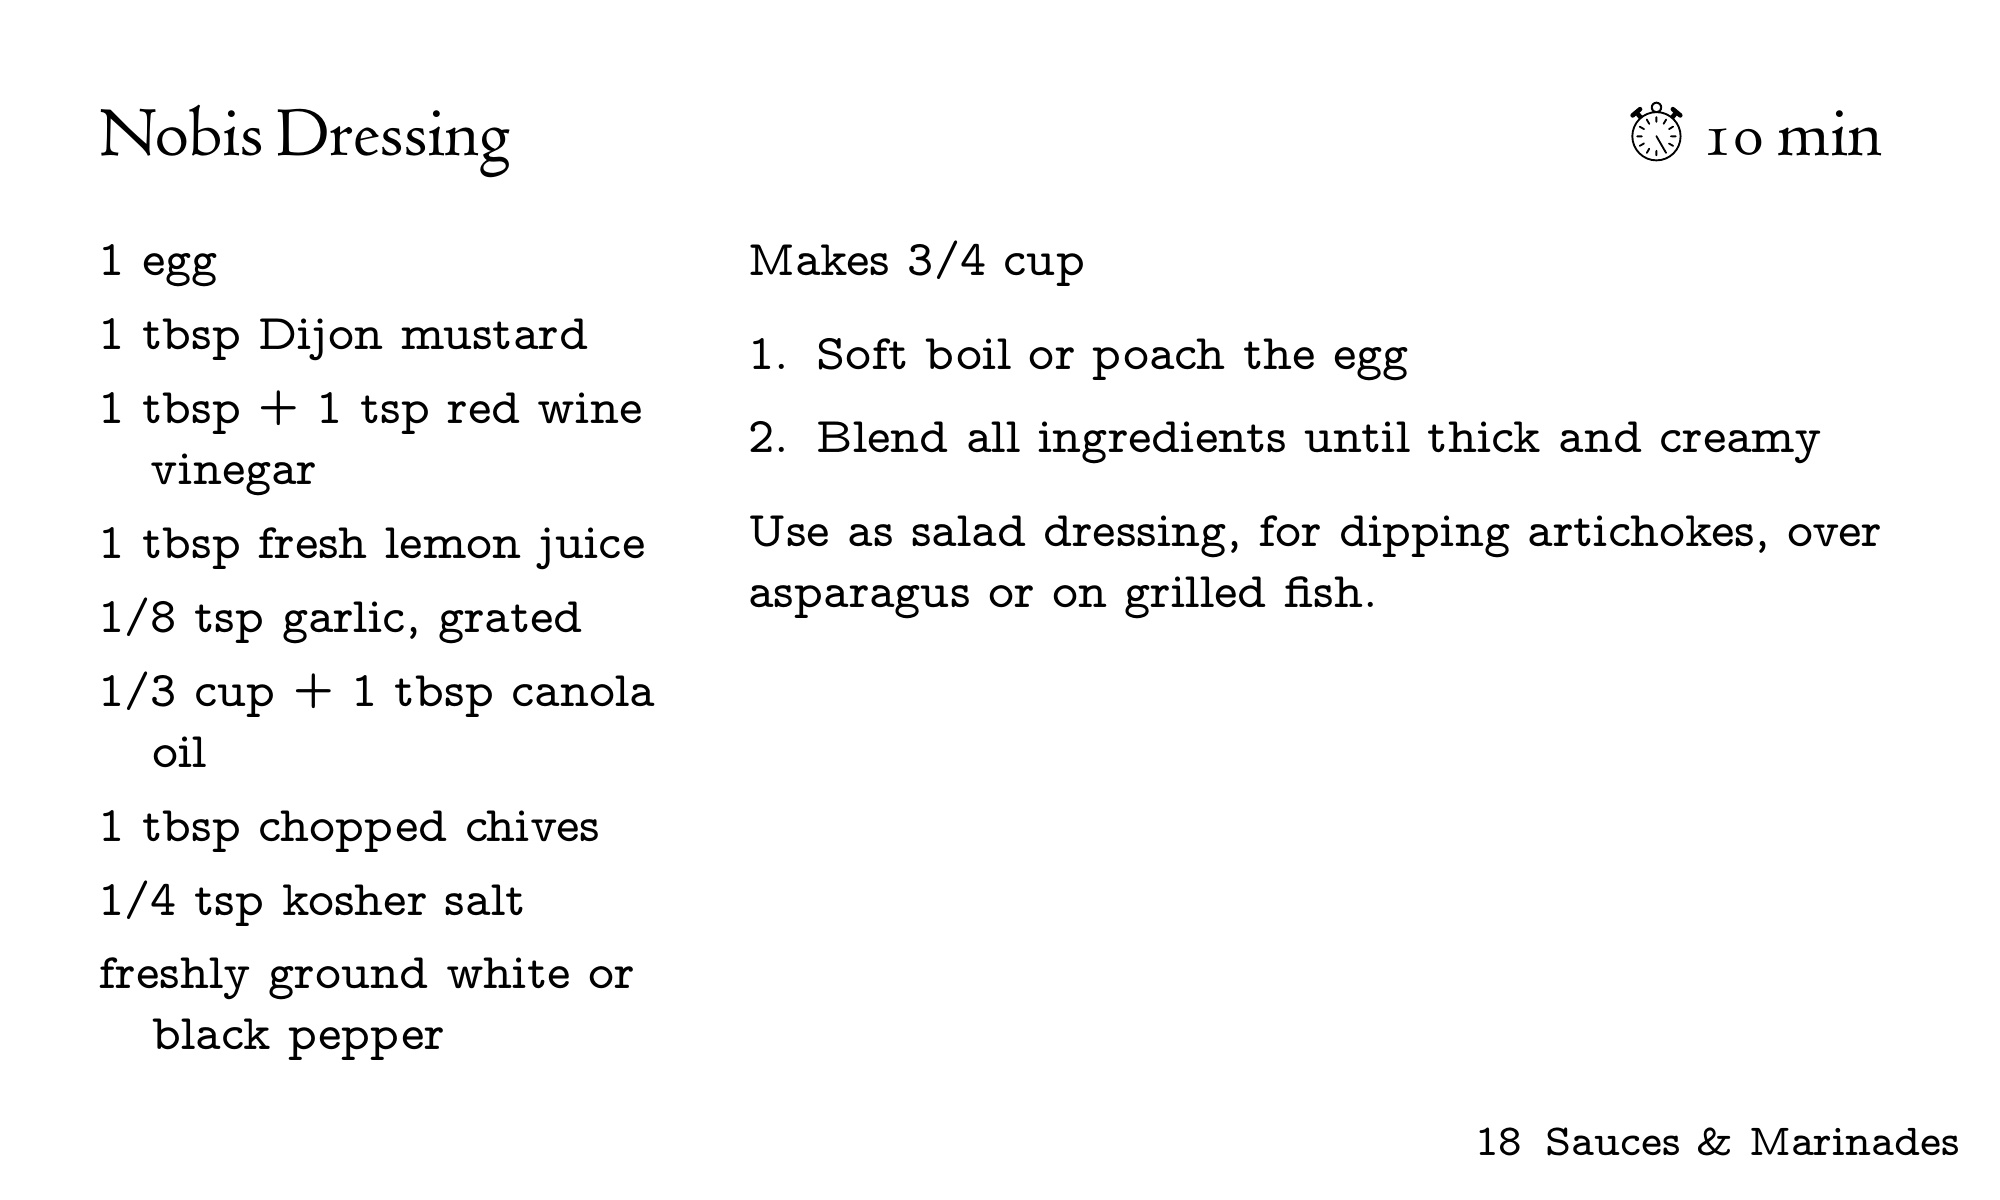 Nobis Dressing
10 min
1 egg
1 tbsp Dijon mustard
1 tbsp + 1 tsp red wine
vinegar
1 tbsp fresh lemon juice
1/8 tsp garlic, grated
1/3 cup + 1 tbsp canola
oil
1 tbsp chopped chives
1/4 tsp kosher salt
freshly ground white or
black pepper
Makes 3/4 cup
1. Soft boil or poach the egg
2. Blend all ingredients until thick and creamy
Use as salad dressing, for dipping artichokes, over
asparagus or on grilled fish.
18 Sauces & Marinades